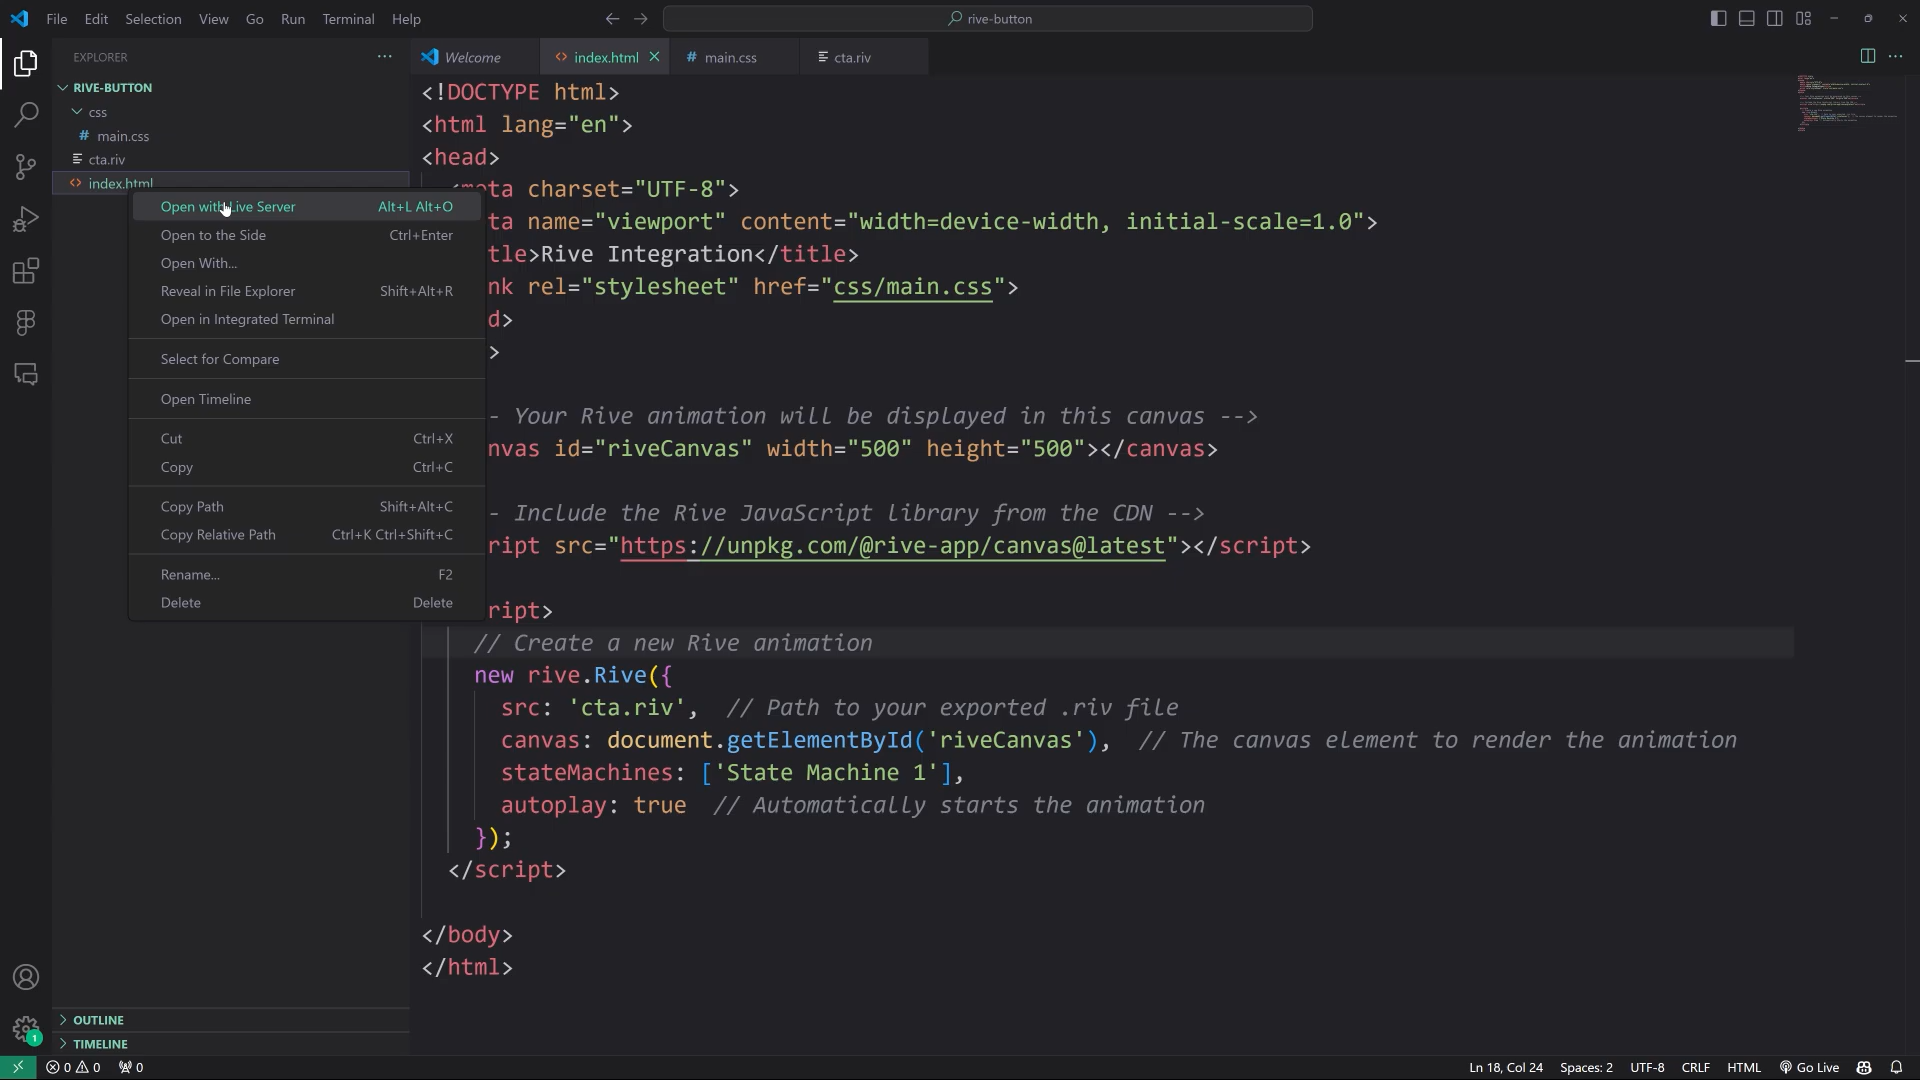 File Edit Selection View Go Run Terminal Help
rive-button
EXPLORER
RIVE-BUTTON
css
# main.css
cta.riv
index.html
Open with Live Server Alt+L Alt+O
Open to the Side Ctrl+Enter
Open With...
Reveal in File Explorer Shift+Alt+R
Open in Integrated Terminal
Select for Compare
Open Timeline
Cut Ctrl+X
Copy Ctrl+C
Copy Path Shift+Alt+C
Copy Relative Path Ctrl+K Ctrl+Shift+C
Rename... F2
Delete Delete
OUTLINE
TIMELINE
Welcome
index.html
# main.css
cta.riv
<!DOCTYPE html>
<html lang="en">
<head>
<meta charset="UTF-8">
ta name="viewport" content="width=device-width, initial-scale=1.0">
tle>Rive Integration</title>
nk rel="stylesheet" href="css/main.css">
d>
>
- Your Rive animation will be displayed in this canvas -->
nvas id="riveCanvas" width="500" height="500"></canvas>
- Include the Rive JavaScript library from the CDN -->
ript src="https://unpkg.com/@rive-app/canvas@latest"></script>
ript>
// Create a new Rive animation
new rive.Rive({
src: 'cta.riv', // Path to your exported .riv file
canvas: document.getElementById('riveCanvas'), // The canvas element to render the animation
stateMachines: ['State Machine 1'],
autoplay: true // Automatically starts the animation
});
</script>
</body>
</html>
1
0 0 0
Ln 18, Col 24 Spaces: 2 UTF-8 CRLF HTML Go Live